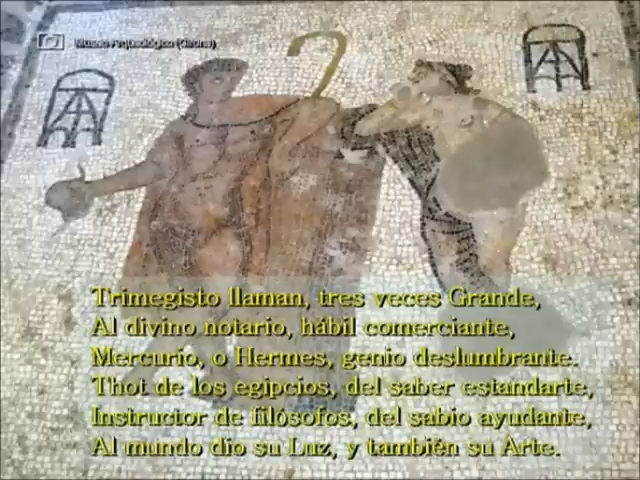 Museo Arqueológico (Girona)
Trimegisto llaman, tres veces Grande,
Al divino notario, hábil comerciante,
Mercurio, o Hermes, genio deslumbrante.
Thot de los egipcios, del saber estandarte,
Instructor de filósofos, del sabio ayudante,
Al mundo dio su Luz, y también su Arte.